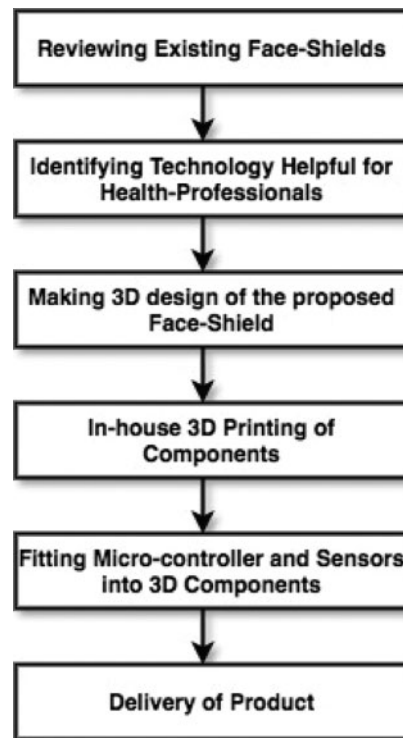 Reviewing Existing Face-Shields
Identifying Technology Helpful for
Health-Professionals
Making 3D design of the proposed
Face-Shield
In-house 3D Printing of
Components
Fitting Micro-controller and Sensors
into 3D Components
Delivery of Product